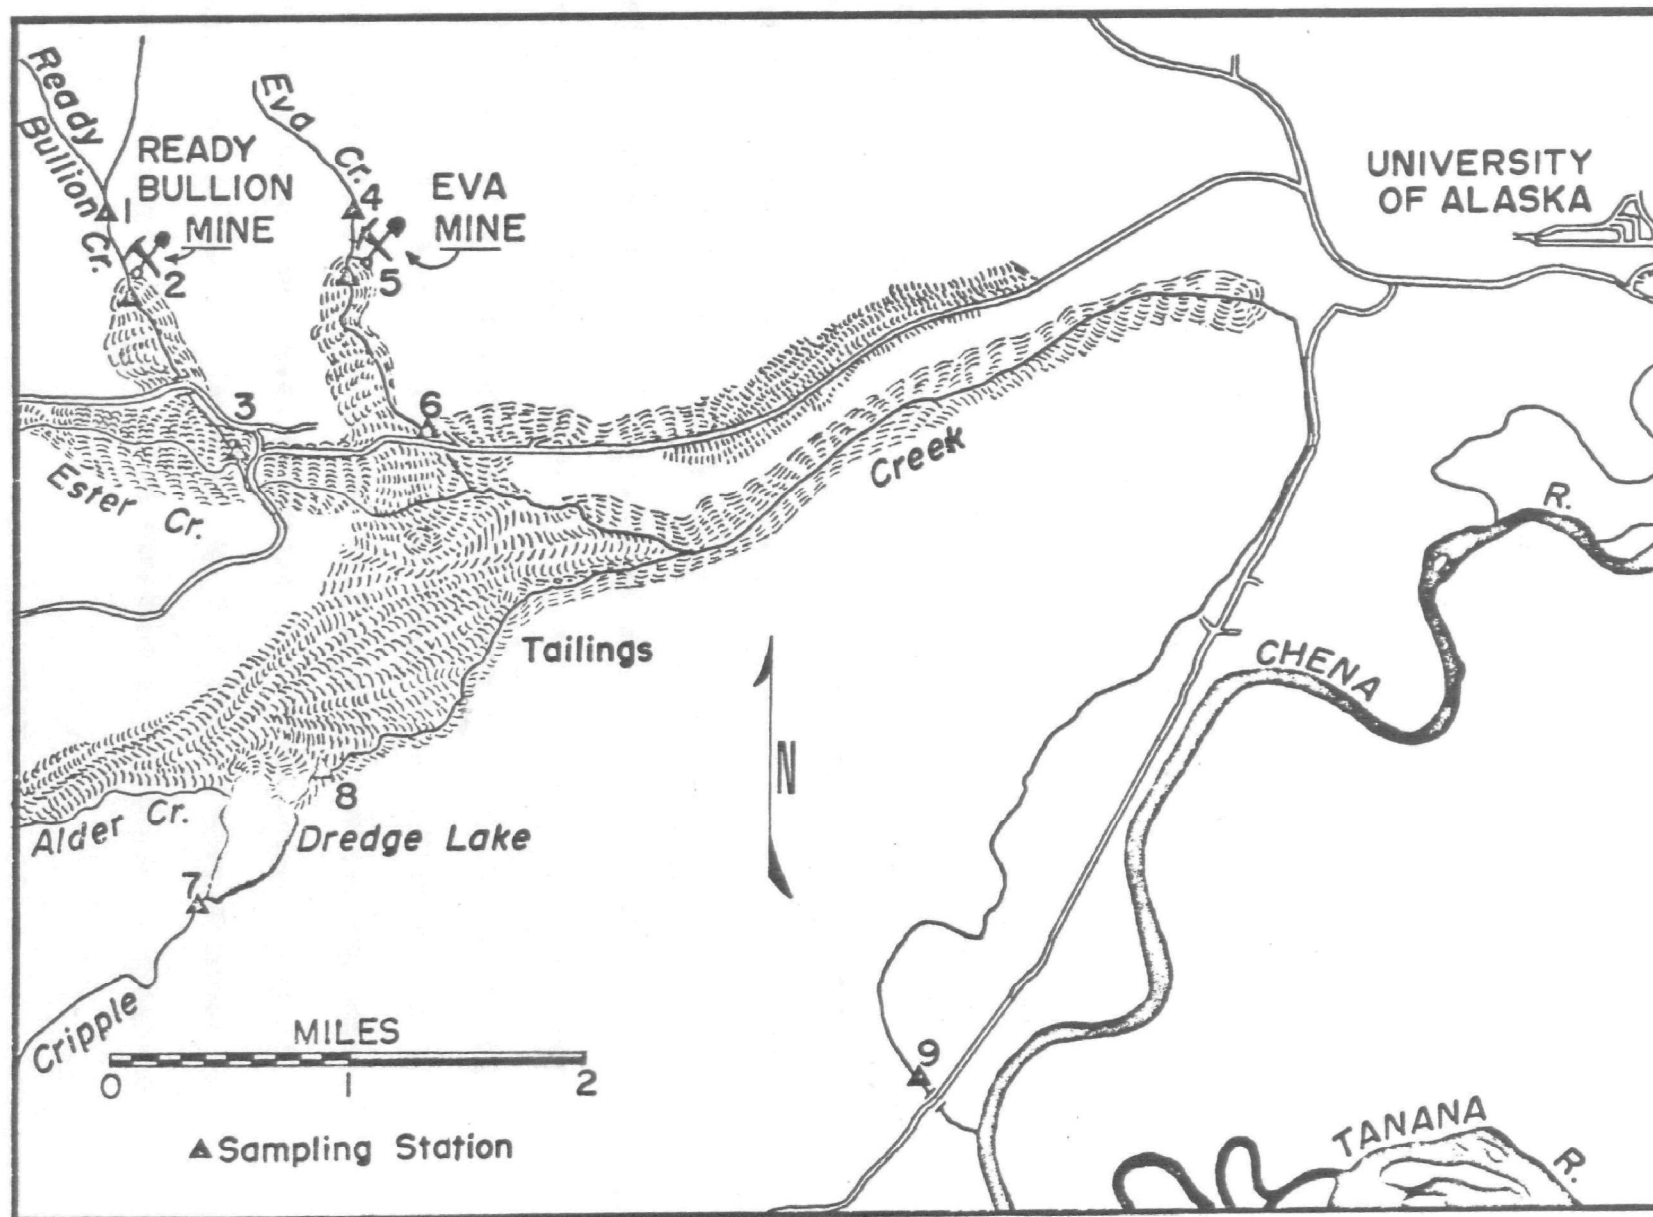 Ready
Bullion Cr.
Eva
Cr.
READY
BULLION
MINE
EVA
MINE
UNIVERSITY
OF ALASKA
1
2
3
4
5
6
Ester Cr.
Creek
R.
CHENA
Tailings
N
8
Alder Cr.
Dredge Lake
7
Cripple
MILES
0 1 2
9
▲Sampling Station
TANANA
R.